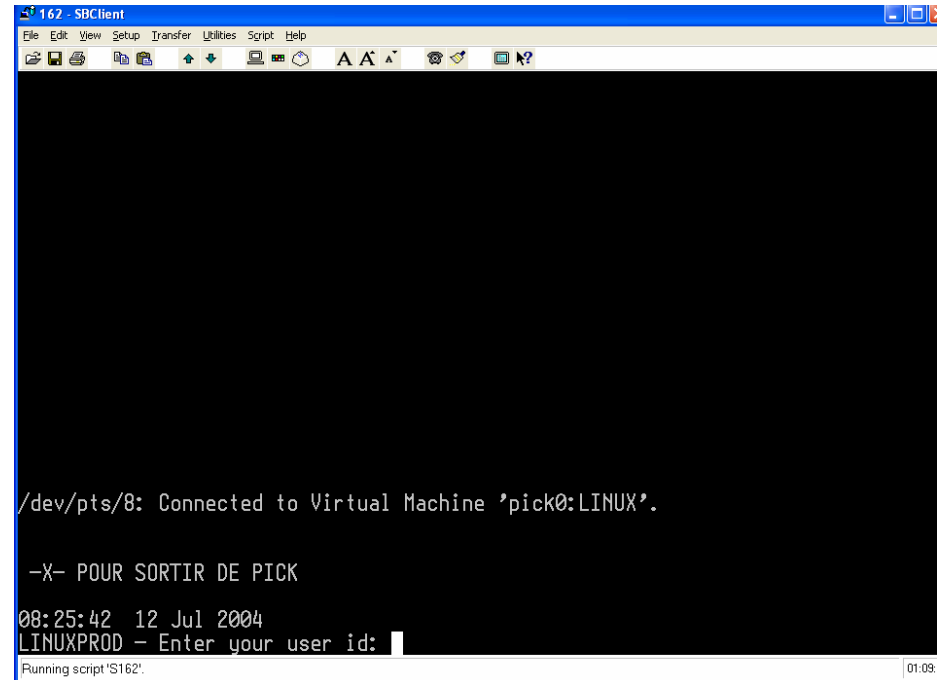 162 - SBClient
File Edit View Setup Transfer Utilities Script Help
/dev/pts/8: Connected to Virtual Machine 'pick0:LINUX'.
-X- POUR SORTIR DE PICK
08:25:42 12 Jul 2004
LINUXPROD - Enter your user id:
Running script 'S162'.
01:09: